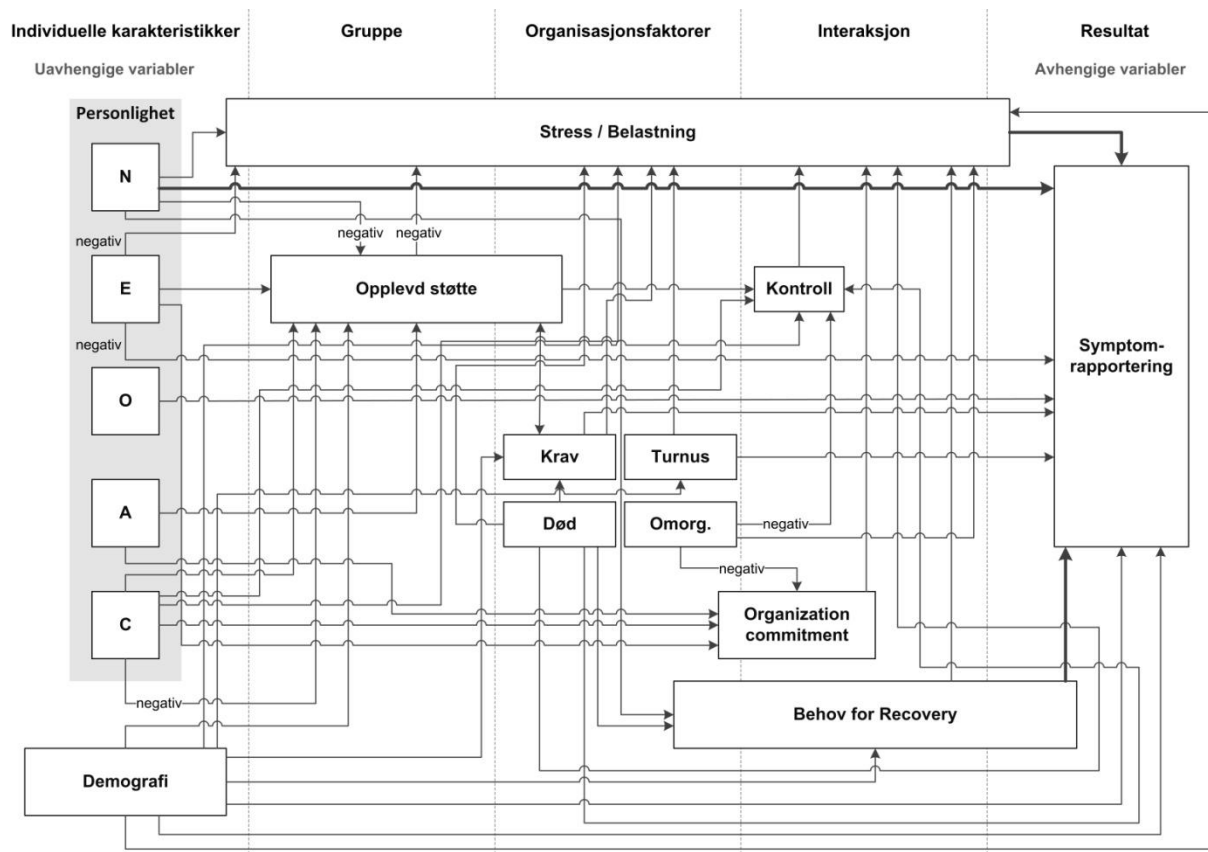 Individuelle karakteristikker
Gruppe
Organisasjonsfaktorer
Interaksjon
Resultat
Uavhengige variabler
Avhengige variabler
Personlighet
Stress / Belastning
N
negativ
negativ
negativ
E
Opplevd støtte
Kontroll
negativ
Symptom-
rapportering
O
Krav
Turnus
A
Død
Omorg.
negativ
negativ
C
Organization
commitment
negativ
Behov for Recovery
Demografi